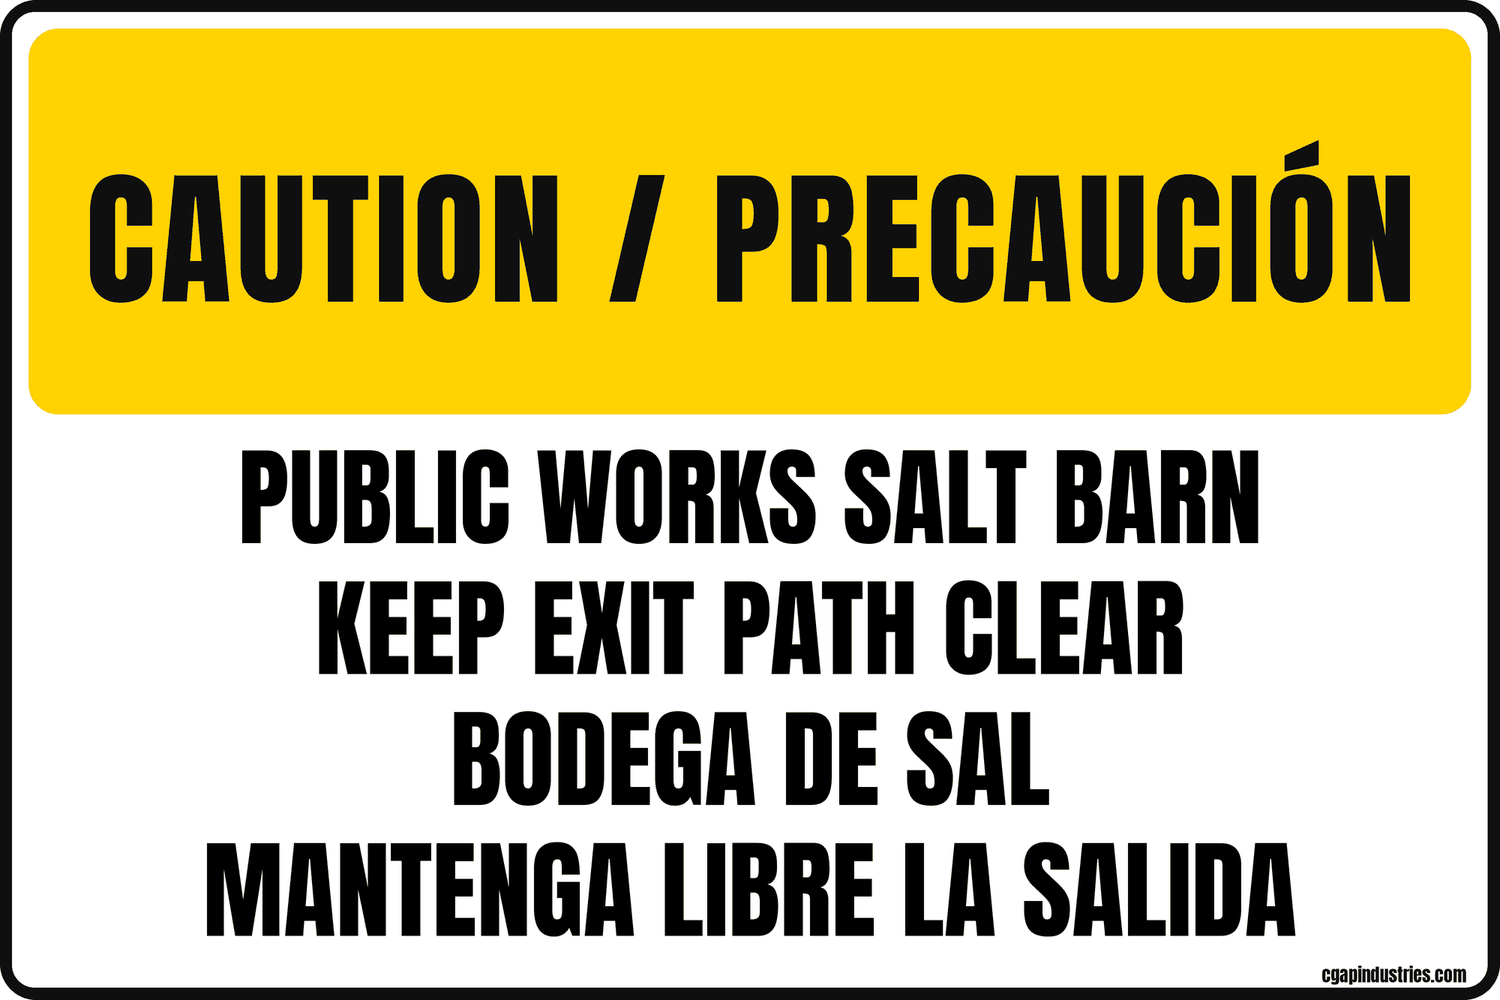 CAUTION / PRECAUCIÓN
PUBLIC WORKS SALT BARN
KEEP EXIT PATH CLEAR
BODEGA DE SAL
MANTENGA LIBRE LA SALIDA
cgapindustries.com